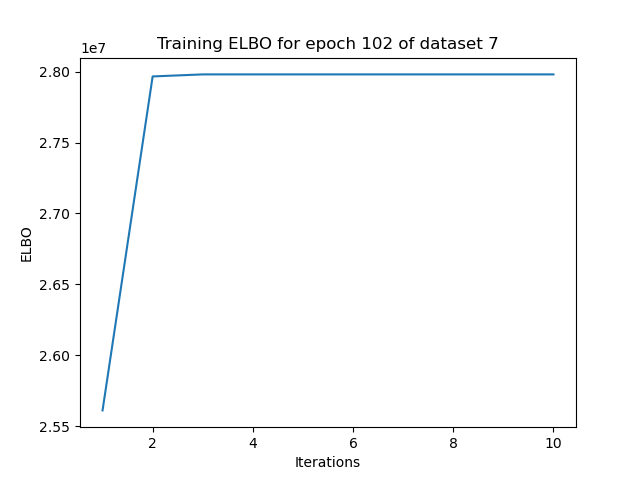 Training ELBO for epoch 102 of dataset 7
1e7
2.80
2.75
2.70
2.65
2.60
2.55
ELBO
2 4 6 8 10
Iterations